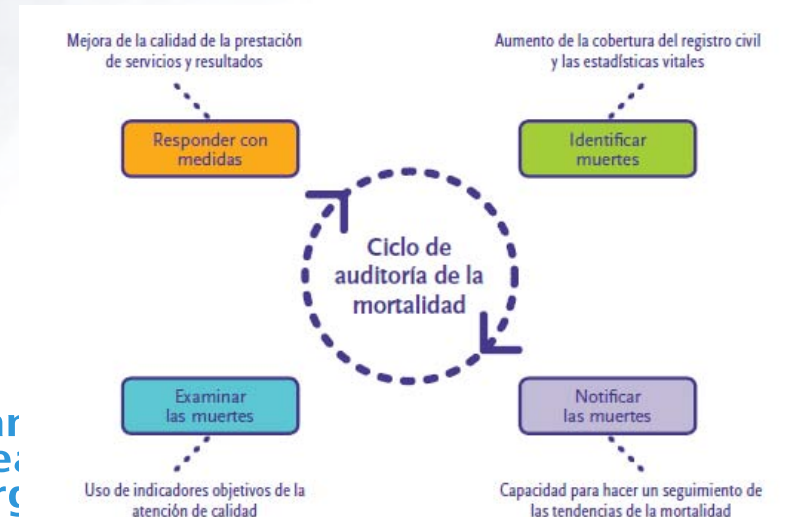 Mejora de la calidad de la prestación
de servicios y resultados
Aumento de la cobertura del registro civil
y las estadísticas vitales
Responder con
medidas
Identificar
muertes
Ciclo de
auditoría de la
mortalidad
Examinar
las muertes
Notificar
las muertes
Uso de indicadores objetivos de la
atención de calidad
Capacidad para hacer un seguimiento de
las tendencias de la mortalidad